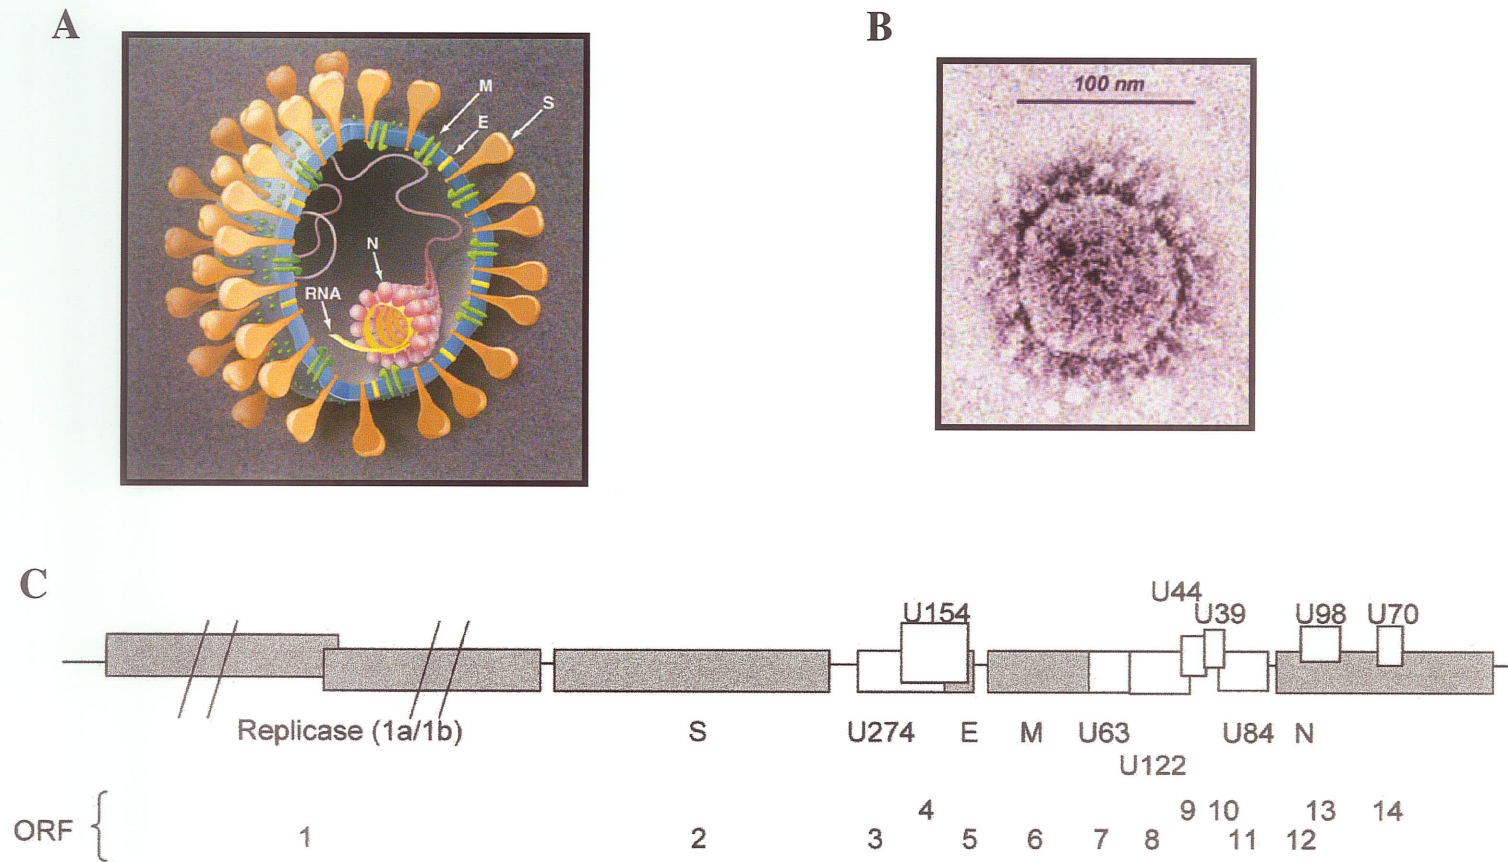 A
B
M
S
E
N
RNA
100 nm
C
U44
U154 U39 U98 U70
Replicase (1a/1b) S U274 E M U63 U84 N
U122
4 9 10 13 14
ORF { 1 2 3 5 6 7 8 11 12